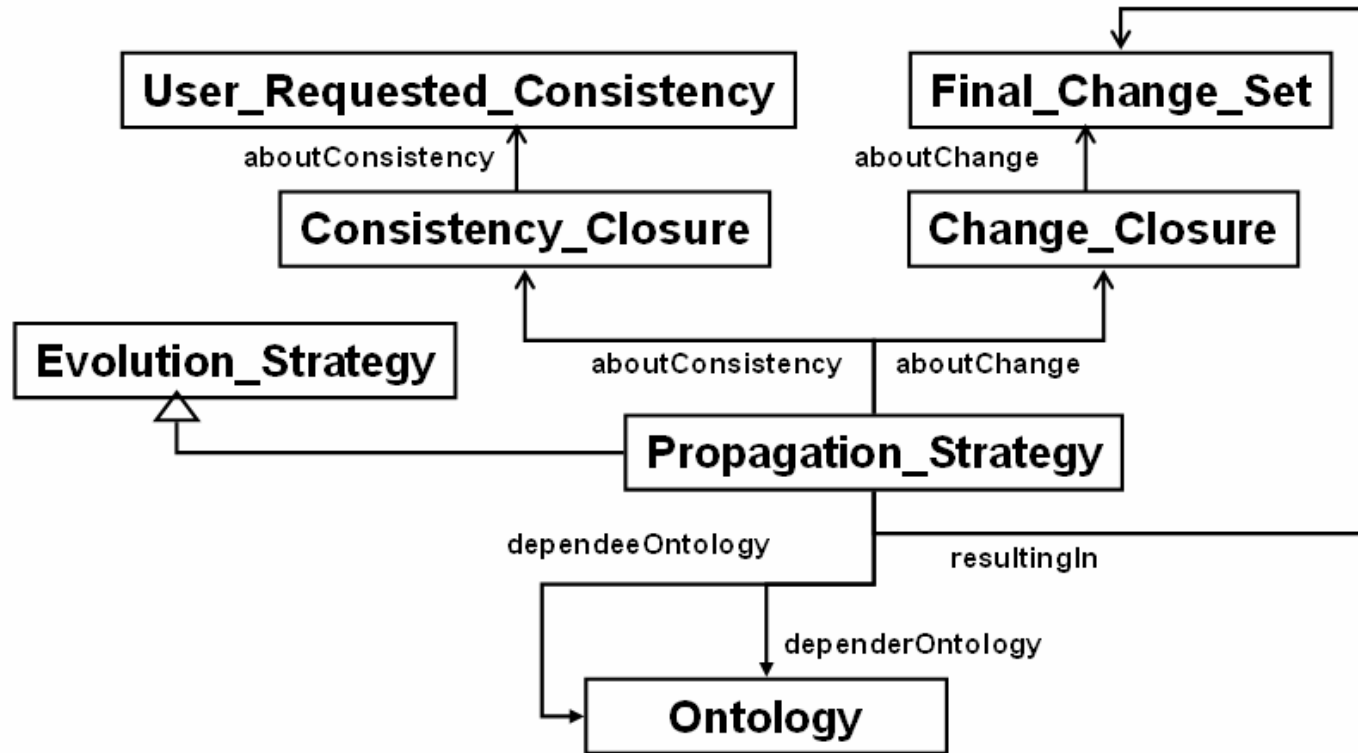 User_Requested_Consistency
Final_Change_Set
aboutConsistency
aboutChange
Consistency_Closure
Change_Closure
Evolution_Strategy
aboutConsistency
aboutChange
Propagation_Strategy
dependeeOntology
resultingIn
dependerOntology
Ontology